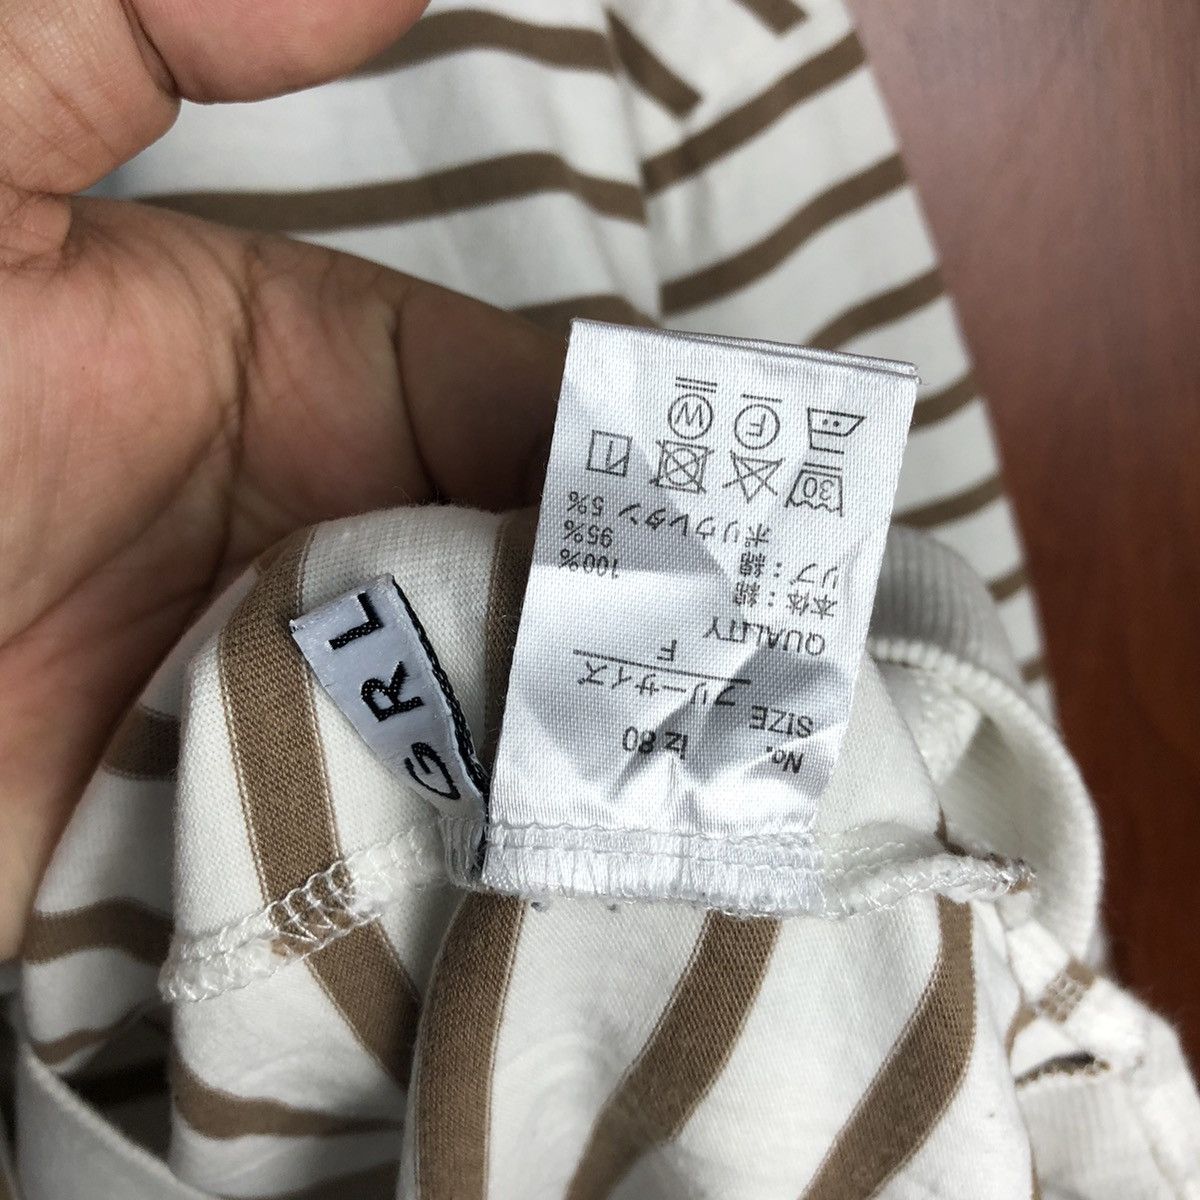 No. lz 80
SIZE フリーサイズ
F
QUALITY
本体：綿 100%
リブ：綿 95%
ポリウレタン 5%
30
F W
GRL